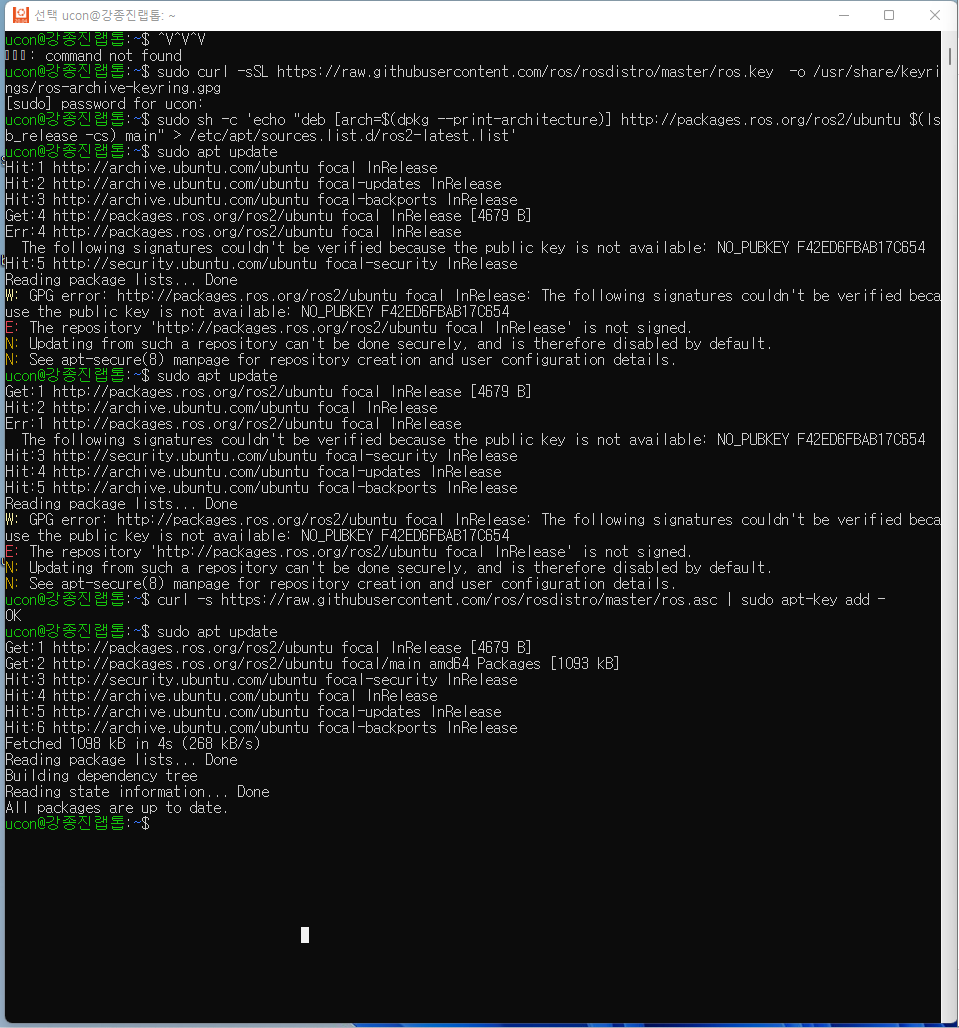 선택 ucon@강종진랩톱: ~
ucon@강종진랩톱:~$ ^V^V^V
: command not found
ucon@강종진랩톱:~$ sudo curl -sSL https://raw.githubusercontent.com/ros/rosdistro/master/ros.key  -o /usr/share/keyri
ngs/ros-archive-keyring.gpg
[sudo] password for ucon:
ucon@강종진랩톱:~$ sudo sh -c 'echo "deb [arch=$(dpkg --print-architecture)] http://packages.ros.org/ros2/ubuntu $(ls
b_release -cs) main" > /etc/apt/sources.list.d/ros2-latest.list'
ucon@강종진랩톱:~$ sudo apt update
Hit:1 http://archive.ubuntu.com/ubuntu focal InRelease
Hit:2 http://archive.ubuntu.com/ubuntu focal-updates InRelease
Hit:3 http://archive.ubuntu.com/ubuntu focal-backports InRelease
Get:4 http://packages.ros.org/ros2/ubuntu focal InRelease [4679 B]
Err:4 http://packages.ros.org/ros2/ubuntu focal InRelease
  The following signatures couldn't be verified because the public key is not available: NO_PUBKEY F42ED6FBAB17C654
Hit:5 http://security.ubuntu.com/ubuntu focal-security InRelease
Reading package lists... Done
W: GPG error: http://packages.ros.org/ros2/ubuntu focal InRelease: The following signatures couldn't be verified beca
use the public key is not available: NO_PUBKEY F42ED6FBAB17C654
E: The repository 'http://packages.ros.org/ros2/ubuntu focal InRelease' is not signed.
N: Updating from such a repository can't be done securely, and is therefore disabled by default.
N: See apt-secure(8) manpage for repository creation and user configuration details.
ucon@강종진랩톱:~$ sudo apt update
Get:1 http://packages.ros.org/ros2/ubuntu focal InRelease [4679 B]
Hit:2 http://archive.ubuntu.com/ubuntu focal InRelease
Err:1 http://packages.ros.org/ros2/ubuntu focal InRelease
  The following signatures couldn't be verified because the public key is not available: NO_PUBKEY F42ED6FBAB17C654
Hit:3 http://security.ubuntu.com/ubuntu focal-security InRelease
Hit:4 http://archive.ubuntu.com/ubuntu focal-updates InRelease
Hit:5 http://archive.ubuntu.com/ubuntu focal-backports InRelease
Reading package lists... Done
W: GPG error: http://packages.ros.org/ros2/ubuntu focal InRelease: The following signatures couldn't be verified beca
use the public key is not available: NO_PUBKEY F42ED6FBAB17C654
E: The repository 'http://packages.ros.org/ros2/ubuntu focal InRelease' is not signed.
N: Updating from such a repository can't be done securely, and is therefore disabled by default.
N: See apt-secure(8) manpage for repository creation and user configuration details.
ucon@강종진랩톱:~$ curl -s https://raw.githubusercontent.com/ros/rosdistro/master/ros.asc | sudo apt-key add -
OK
ucon@강종진랩톱:~$ sudo apt update
Get:1 http://packages.ros.org/ros2/ubuntu focal InRelease [4679 B]
Get:2 http://packages.ros.org/ros2/ubuntu focal/main amd64 Packages [1093 kB]
Hit:3 http://security.ubuntu.com/ubuntu focal-security InRelease
Hit:4 http://archive.ubuntu.com/ubuntu focal InRelease
Hit:5 http://archive.ubuntu.com/ubuntu focal-updates InRelease
Hit:6 http://archive.ubuntu.com/ubuntu focal-backports InRelease
Fetched 1098 kB in 4s (268 kB/s)
Reading package lists... Done
Building dependency tree
Reading state information... Done
All packages are up to date.
ucon@강종진랩톱:~$